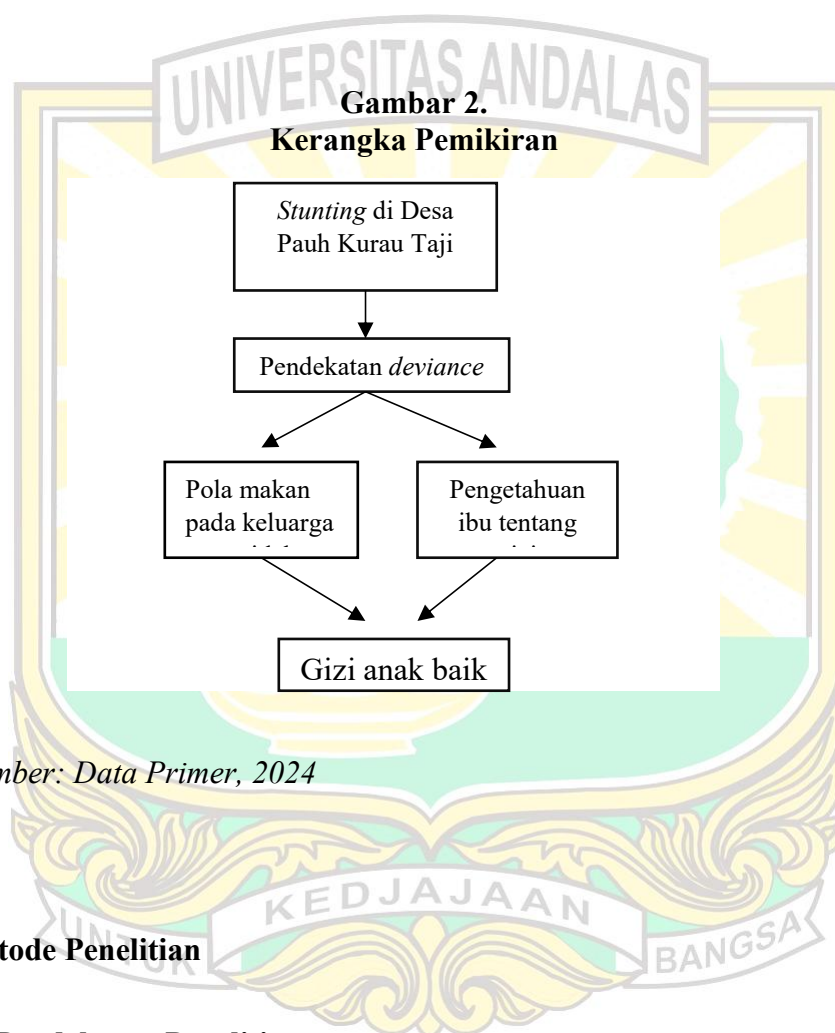 UNIVERSITAS ANDALAS
Gambar 2.
Kerangka Pemikiran
Stunting di Desa
Pauh Kurau Taji
Pendekatan deviance
Pola makan
pada keluarga
Pengetahuan
ibu tentang
Gizi anak baik
mber: Data Primer, 2024
KEDJAJAAN
UNTUK
BANGSA
tode Penelitian